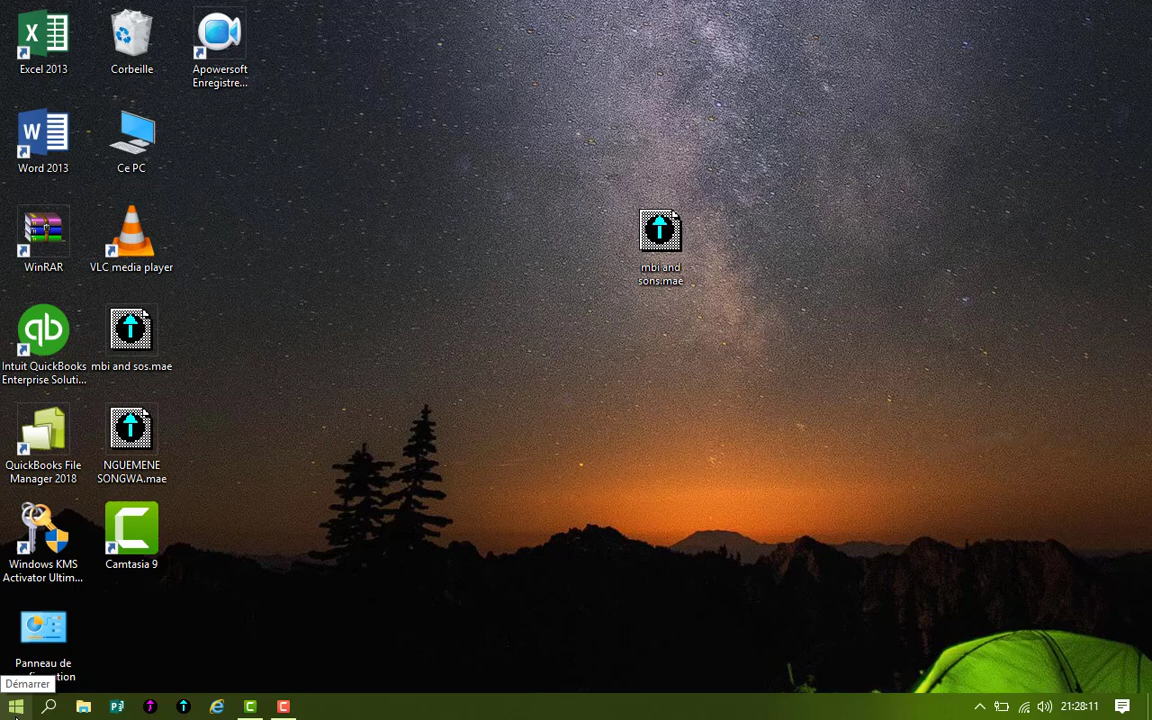 Excel 2013
Corbeille
Apowersoft
Enregistre...
Word 2013
Ce PC
mbi and
sons.mae
WinRAR
VLC media player
Intuit QuickBooks
Enterprise Soluti...
mbi and sos.mae
QuickBooks File
Manager 2018
NGUEMENE
SONGWA.mae
Windows KMS
Activator Ultim...
Camtasia 9
Panneau de
Démarrer
21:28:11